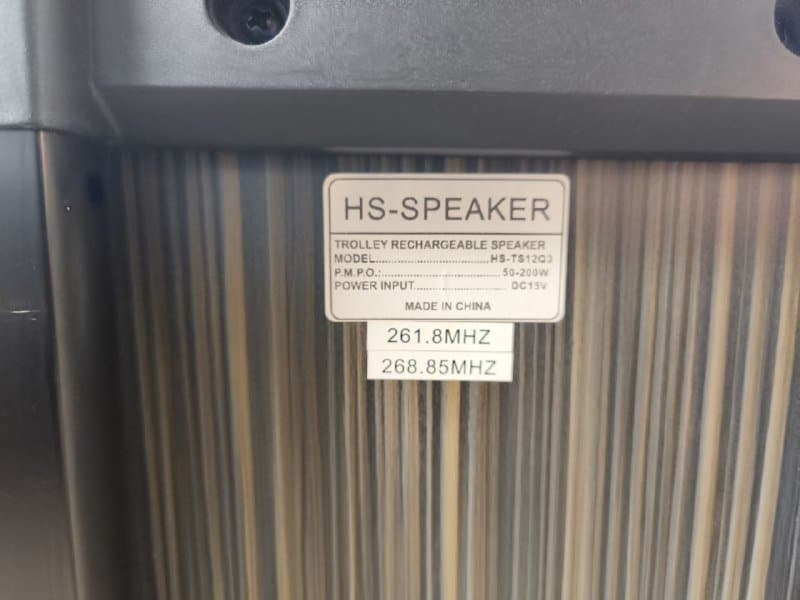 HS-SPEAKER
TROLLEY RECHARGEABLE SPEAKER
MODEL..............................HS-TS12Q3
P.M.P.O.:..............................50-200W
POWER INPUT........................DC15V
MADE IN CHINA
261.8MHZ
268.85MHZ